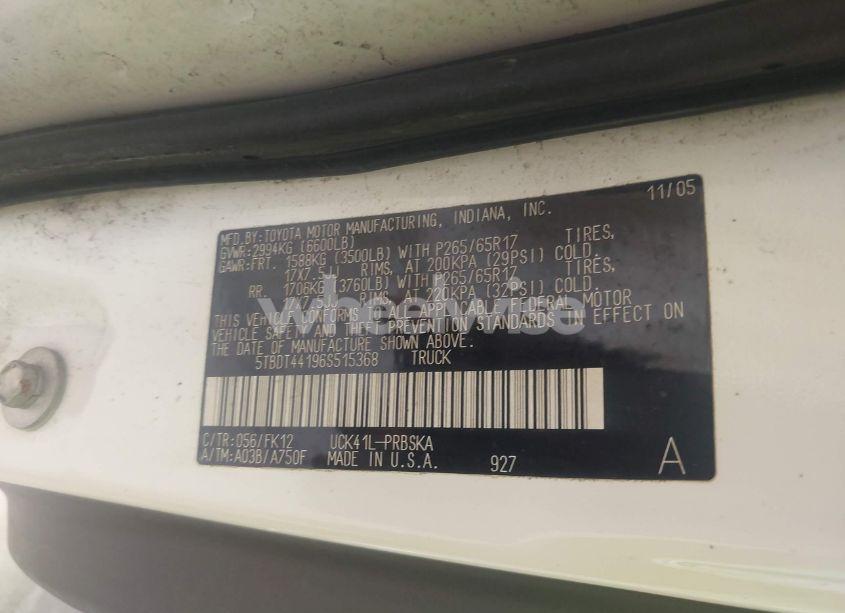 11/05
MFD.BY:TOYOTA MOTOR MANUFACTURING, INDIANA, INC.
GVWR:2994KG (6600LB)
GAWR:FRT. 1588KG (3500LB) WITH P265/65R17 TIRES,
17X7.5JJ RIMS, AT 200KPA (29PSI) COLD.
RR. 1706KG (3760LB) WITH P265/65R17 TIRES,
RIMS, AT 220KPA (32PSI) COLD.
THIS VEHICLE CONFORMS TO ALL APPLICABLE FEDERAL MOTOR
VEHICLE SAFETY AND THEFT PREVENTION STANDARDS IN EFFECT ON
THE DATE OF MANUFACTURE SHOWN ABOVE.
5TBDT44196S515368 TRUCK
wheelwise
C/TR:056/FK12 UCK41L-PRBSKA
A/TM:A03B/A750F MADE IN U.S.A. 927 A